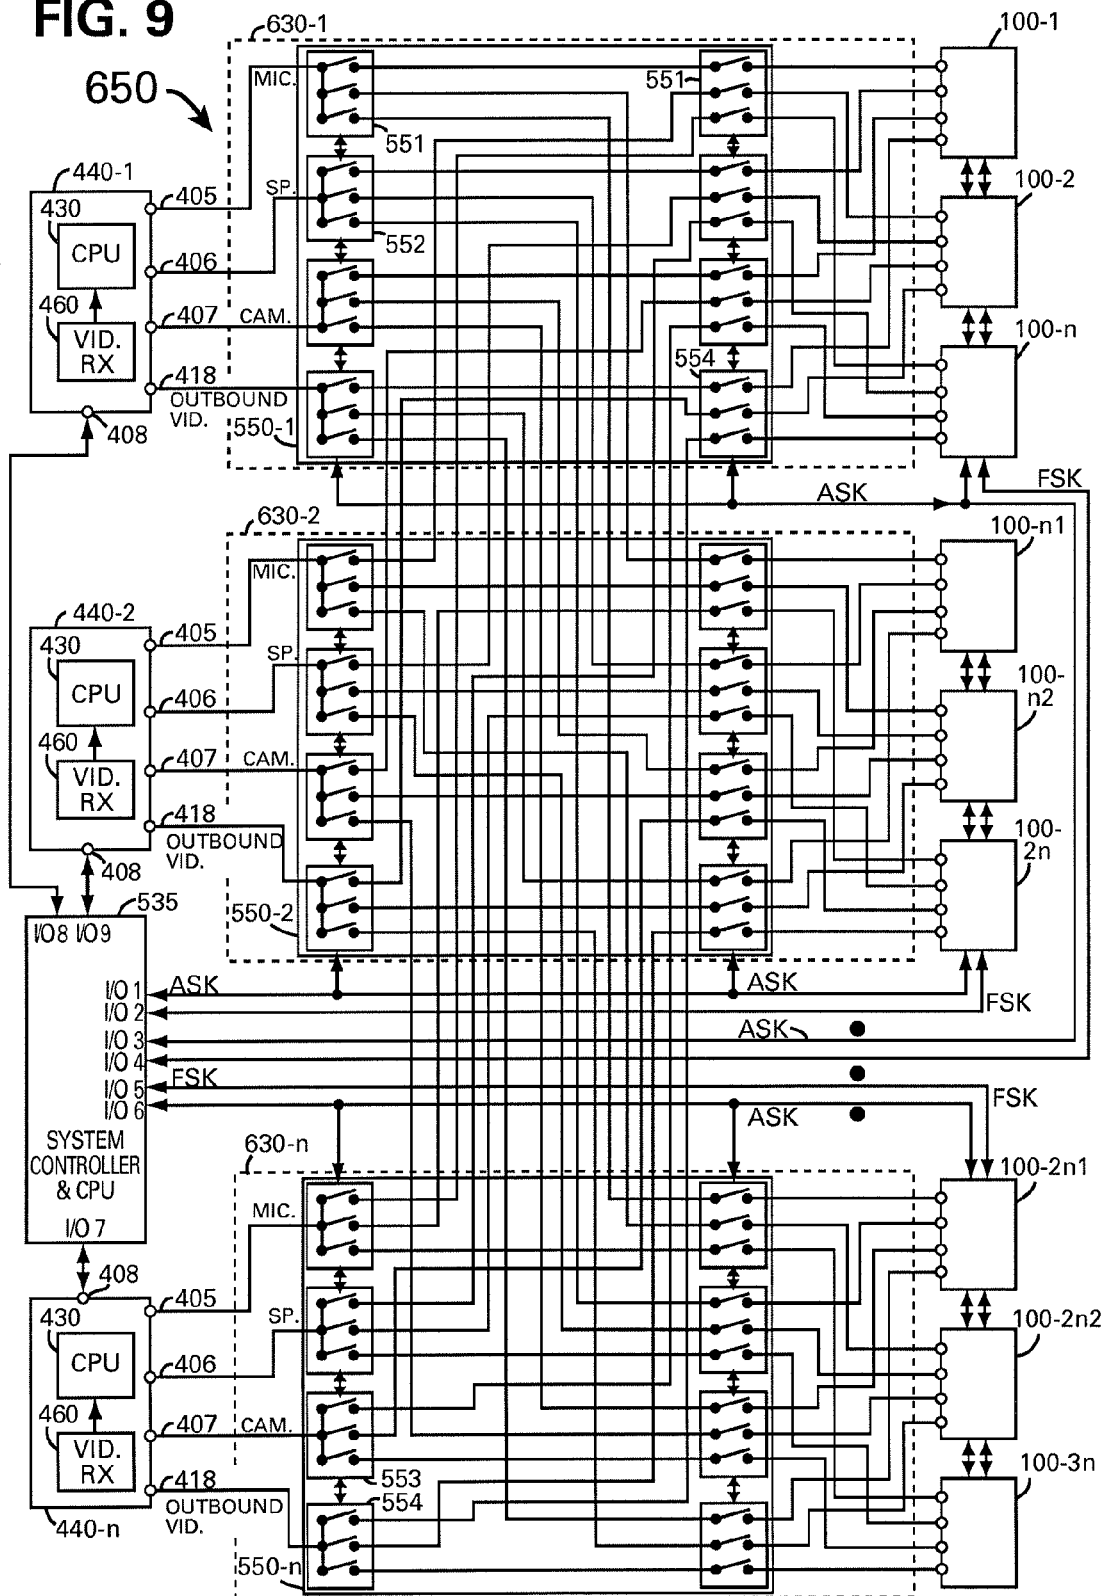 FIG. 9
650
630-1
100-1
MIC.
551
551
440-1
405
SP.
100-2
430
CPU
406
552
460
407
CAM.
100-n
VID.
RX
418
554
OUTBOUND
VID.
550-1
408
ASK
FSK
630-2
100-n1
MIC.
440-2
405
430
SP.
CPU
406
100-
n2
460
407
CAM.
VID.
RX
418
OUTBOUND
VID.
100-
2n
408
535
550-2
I/O8 I/O9
I/O 1
ASK
ASK
I/O 2
FSK
I/O 3
ASK
I/O 4
I/O 5
FSK
FSK
I/O 6
ASK
SYSTEM
CONTROLLER
& CPU
630-n
100-2n1
MIC.
I/O 7
408
405
430
SP.
100-2n2
CPU
406
460
407
CAM.
VID.
RX
553
100-3n
418
554
OUTBOUND
VID.
440-n
550-n